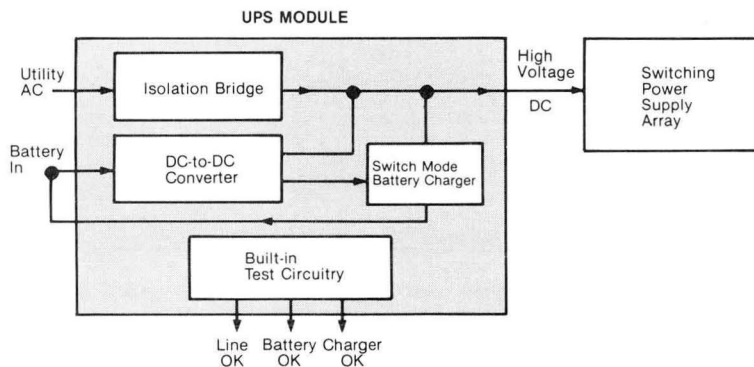 UPS MODULE
Utility
AC
Isolation Bridge
High
Voltage
DC
Switching
Power
Supply
Array
Battery
In
DC-to-DC
Converter
Switch Mode
Battery Charger
Built-in
Test Circuitry
Line
OK
Battery
OK
Charger
OK